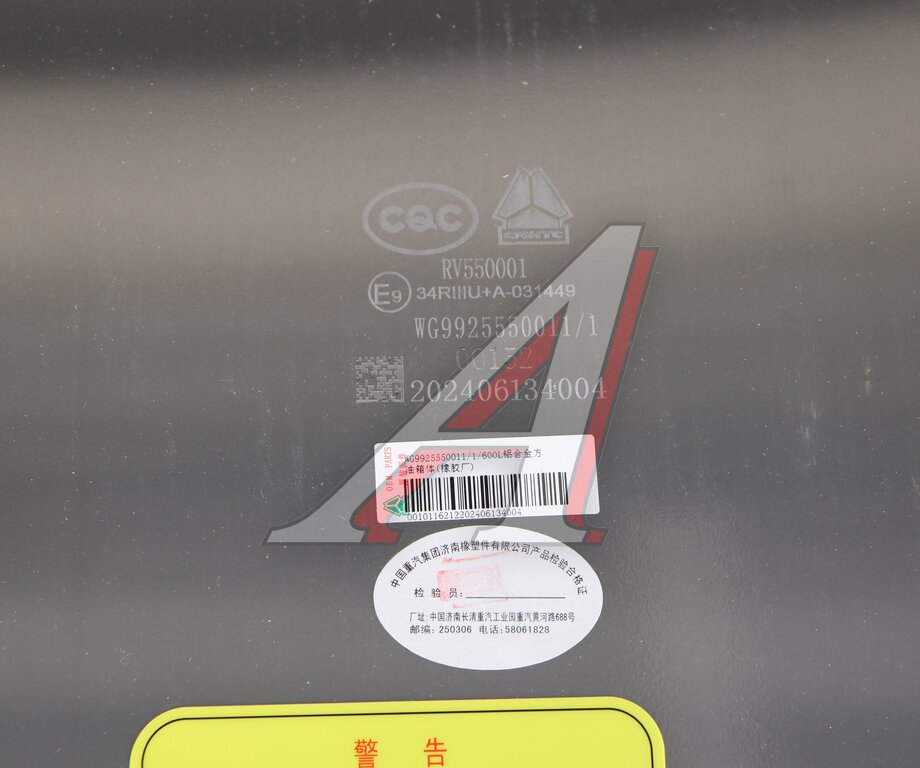 CQC
CNHTC
RV550001
E9 34RIIIU+A-031449
WG9925550011/1
00152
202406134004
OEM PARTS
WG9925550011/1/600L铝合金方
油箱体(橡胶厂)
0010116212202406134004
中国重汽集团济南橡塑件有限公司产品检验合格证
检 验 员:
厂址:中国济南长清重汽工业园重汽黄河路688号
邮编: 250306 电话:58061828
警 告